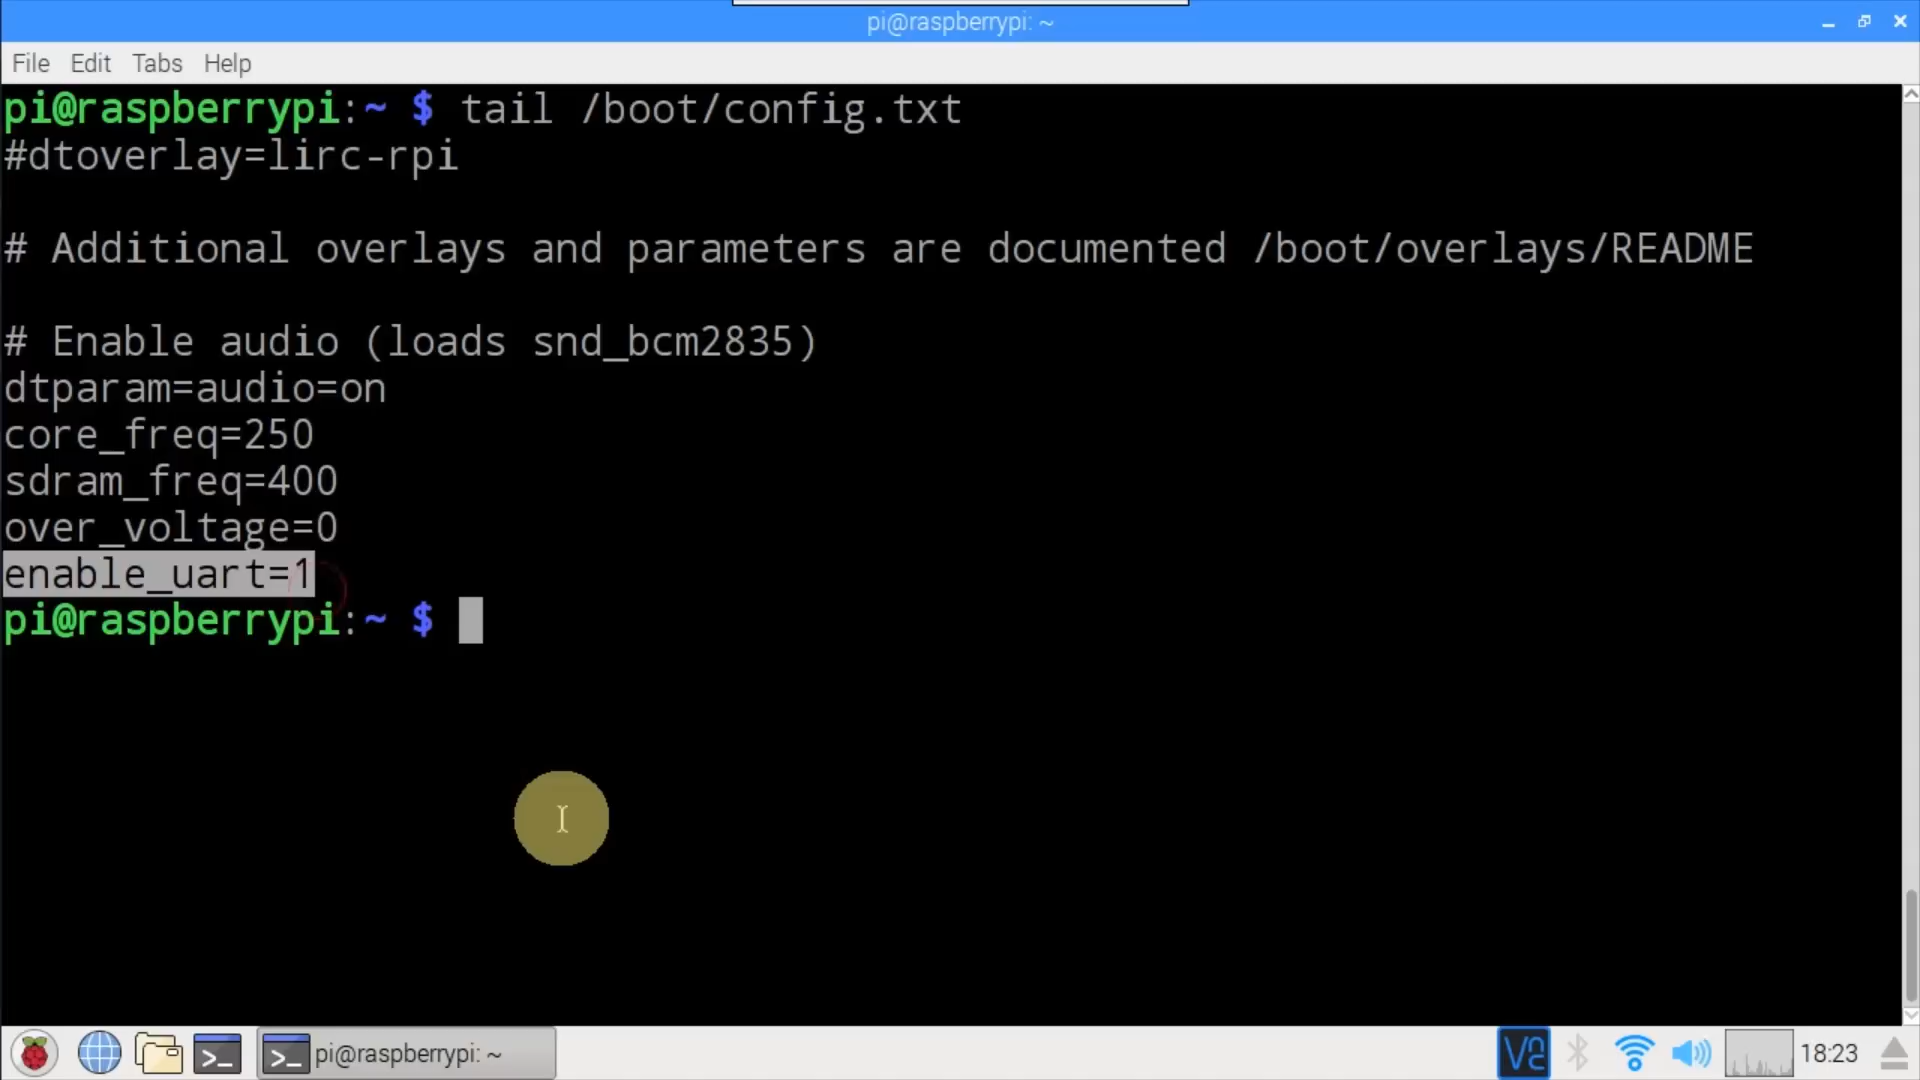 pi@raspberrypi: ~
File Edit Tabs Help
pi@raspberrypi:~ $ tail /boot/config.txt
#dtoverlay=lirc-rpi
# Additional overlays and parameters are documented /boot/overlays/README
# Enable audio (loads snd_bcm2835)
dtparam=audio=on
core_freq=250
sdram_freq=400
over_voltage=0
enable_uart=1
pi@raspberrypi:~ $
>_ >_ pi@raspberrypi: ~ V2 18:23